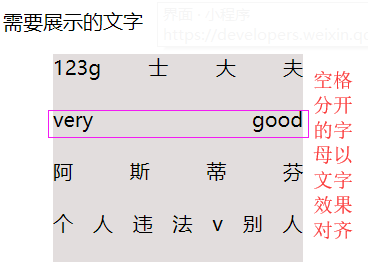 需要展示的文字
界面 · 小程序
https://developers.weixin.qq
123g 士 大 夫
very good
阿 斯 蒂 芬
个 人 违 法 v 别 人
空格
分开
的字
母以
文字
效果
对齐